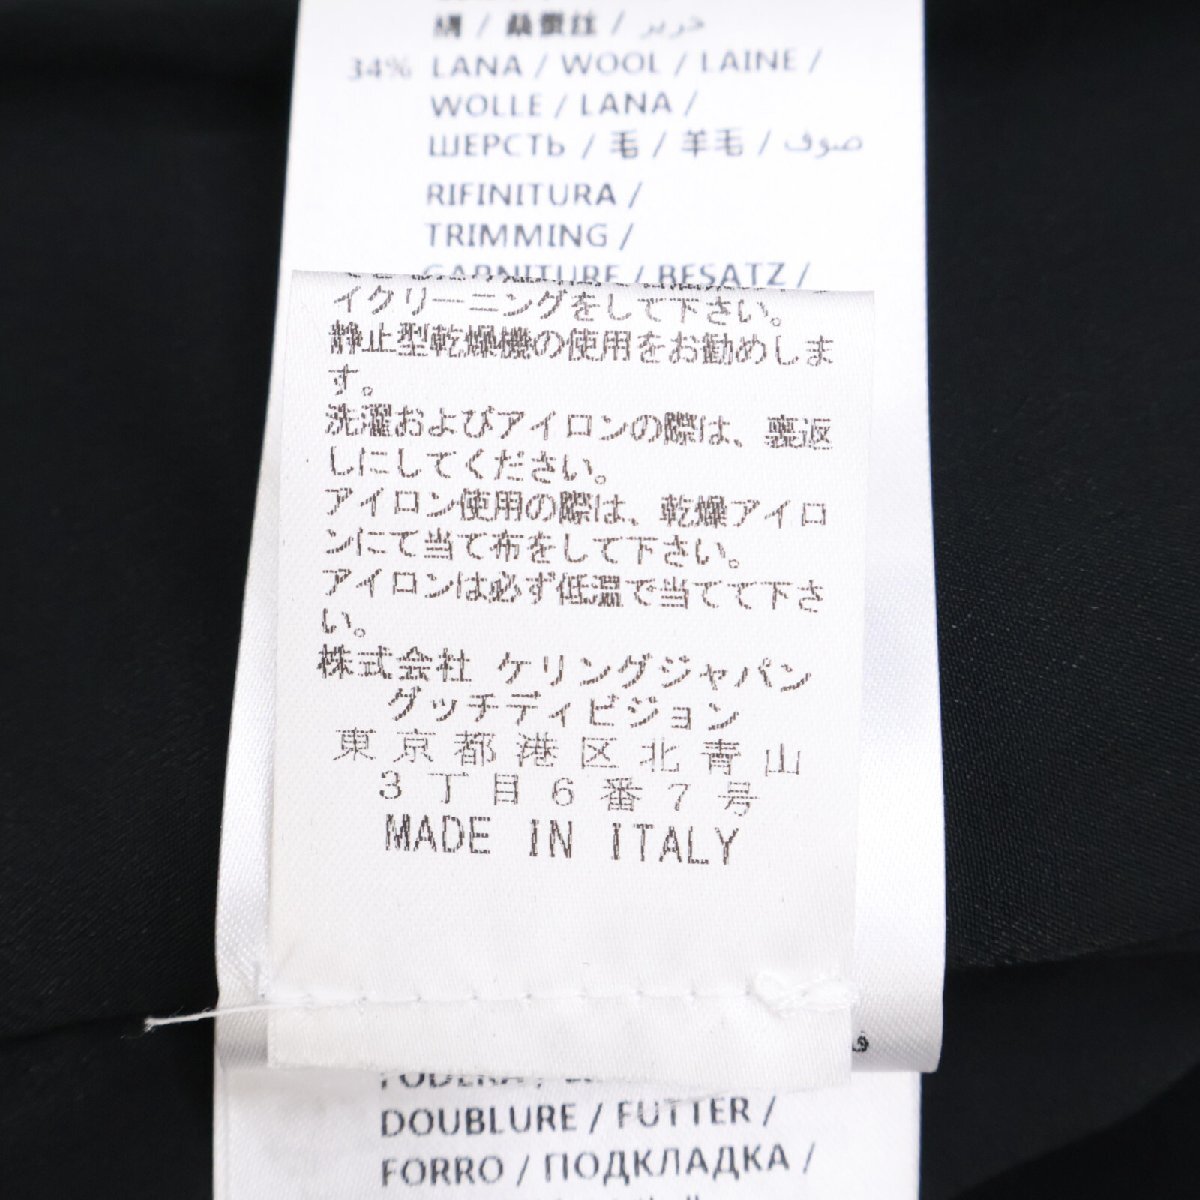 絹 / 桑蚕丝 / حرير
34% LANA / WOOL / LAINE /
WOLLE / LANA /
ШЕРСТЬ / 毛 / 羊毛 / صوف
RIFINITURA /
TRIMMING /
GARNITURE / BESATZ /
イクリーニングをして下さい。
静止型乾燥機の使用をお勧めしま
す。
洗濯およびアイロンの際は、裏返
しにしてください。
アイロン使用の際は、乾燥アイロ
ンにて当て布をして下さい。
アイロンは必ず低温で当てて下さ
い。
株式会社 ケリングジャパン
グッチディビジョン
東京都港区北青山
3丁目6番7号
MADE IN ITALY
FODERA /
DOUBLURE / FUTTER /
FORRO / ПОДКЛАДКА /